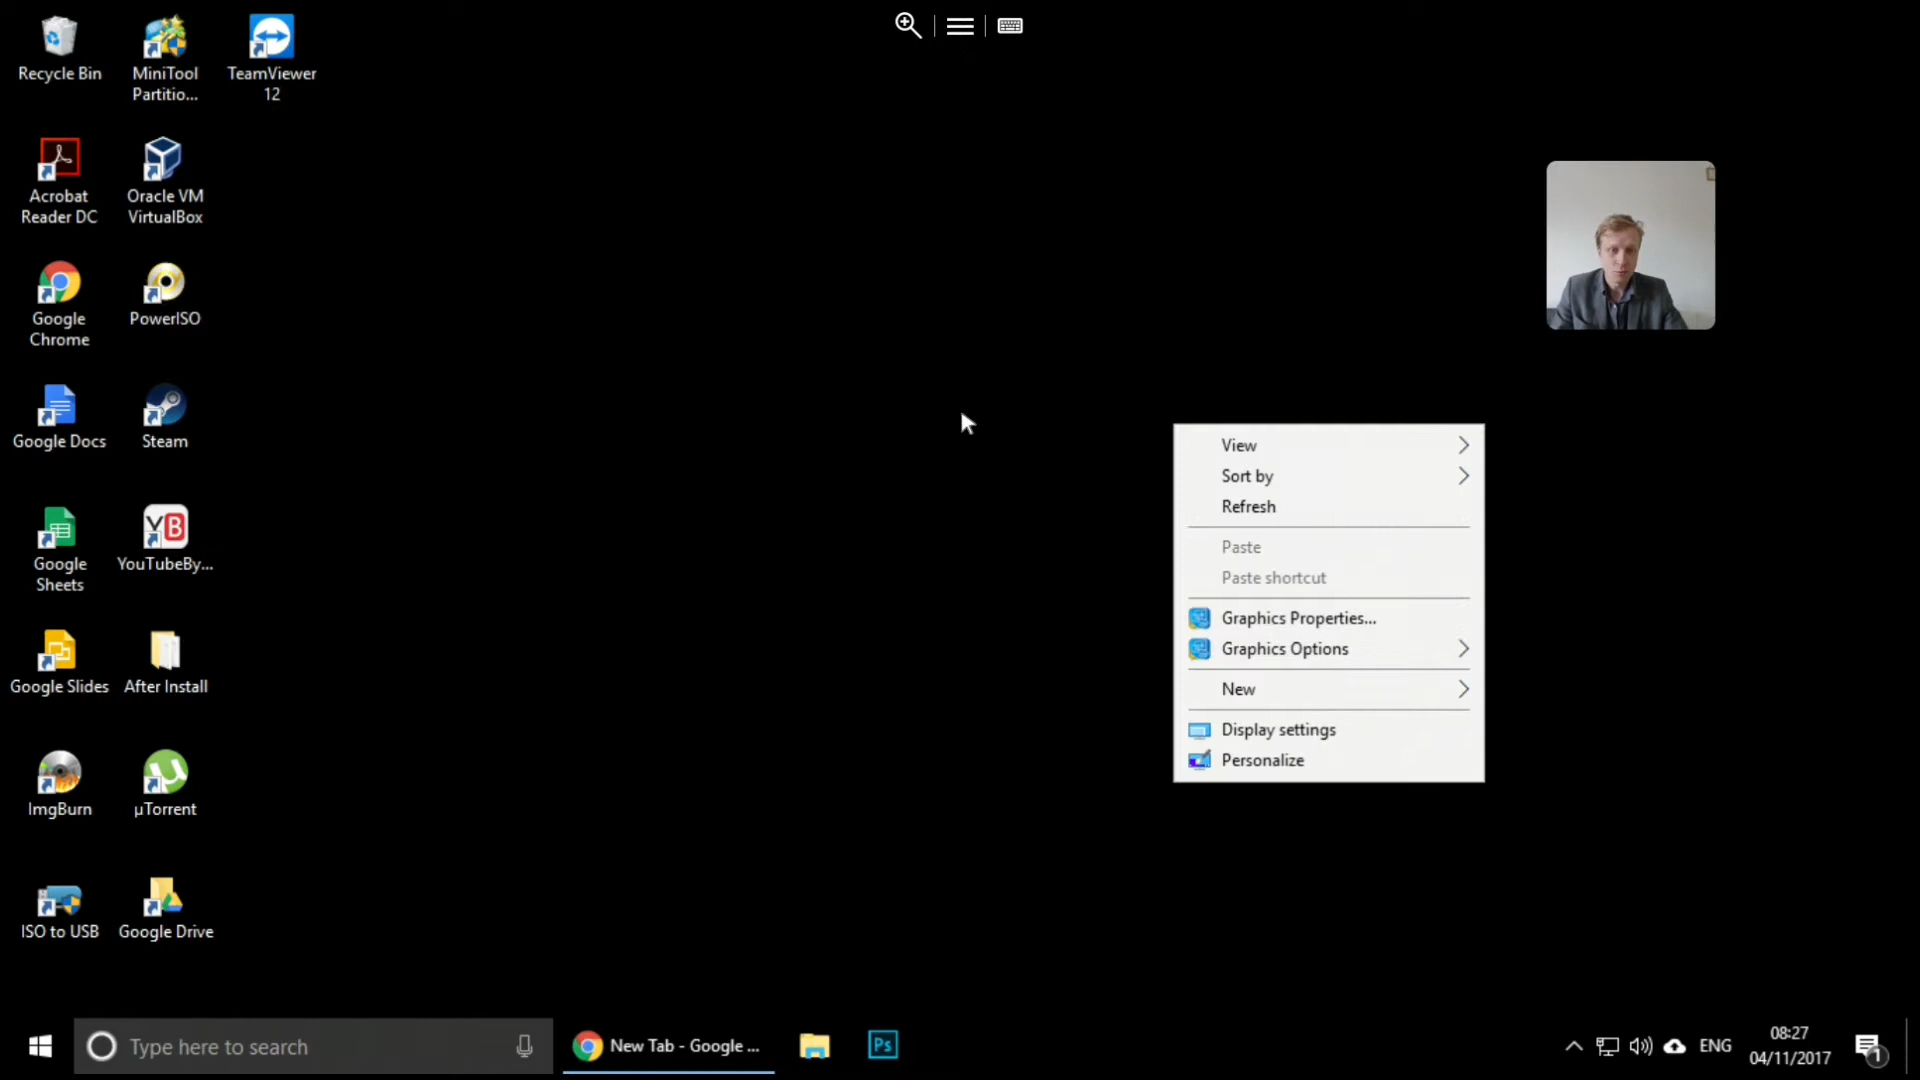 Recycle Bin
MiniTool
Partitio...
TeamViewer
12
Acrobat
Reader DC
Oracle VM
VirtualBox
Google
Chrome
PowerISO
Google Docs
Steam
Google
Sheets
YB
YouTubeBy...
Google Slides
After Install
ImgBurn
µTorrent
ISO to USB
Google Drive
View
Sort by
Refresh
Paste
Paste shortcut
Graphics Properties...
Graphics Options
New
Display settings
Personalize
Type here to search
New Tab - Google ...
Ps
ENG
08:27
04/11/2017
1